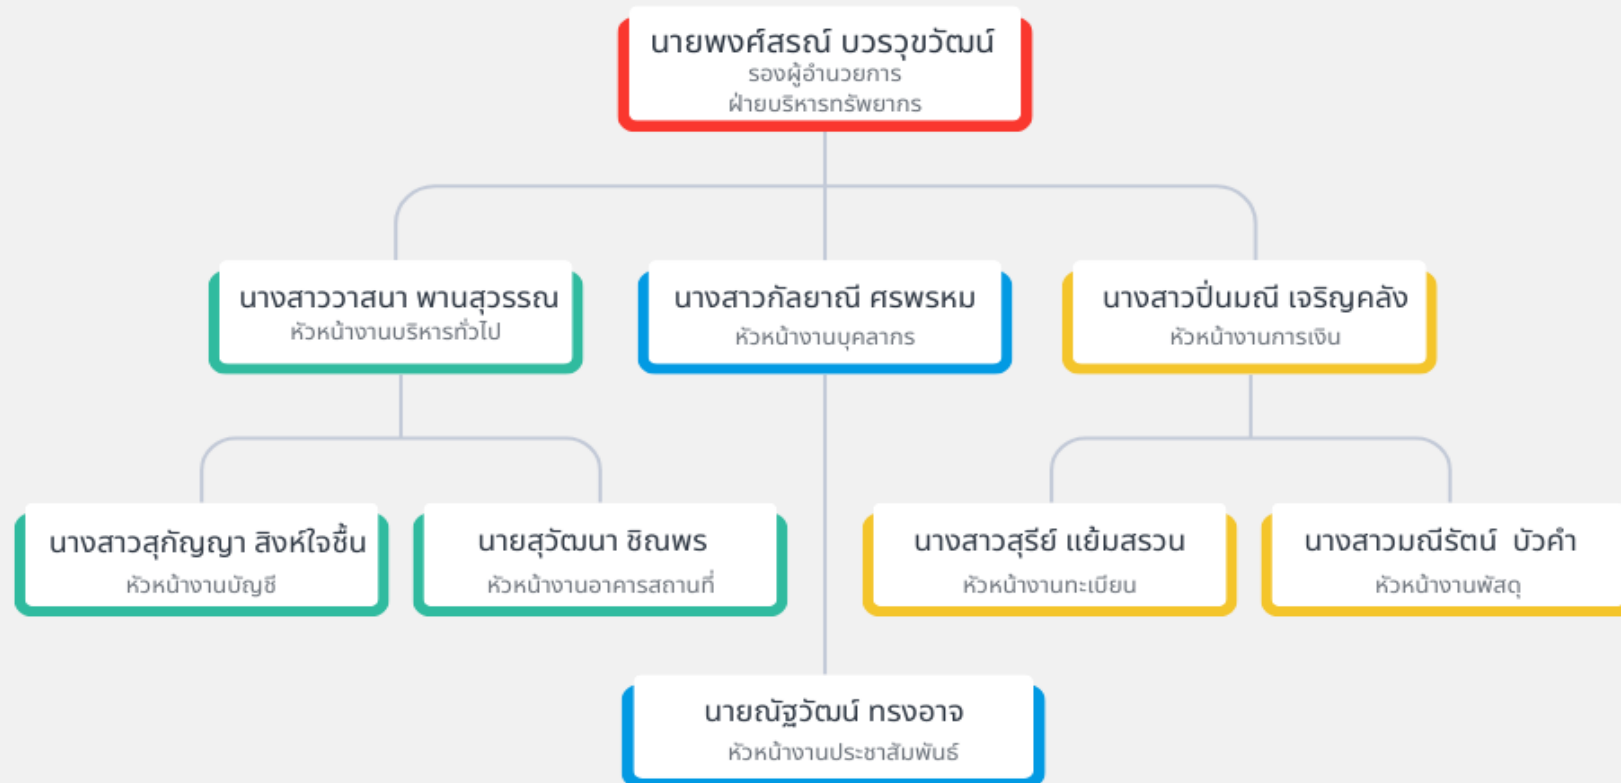 นายพงศ์สรณ์ บวรวุขวัฒน์
รองผู้อำนวยการ
ฝ่ายบริหารทรัพยากร
นางสาววาสนา พานสุวรรณ
หัวหน้างานบริหารทั่วไป
นางสาวกัลยาณี ศรพรหม
หัวหน้างานบุคลากร
นางสาวปิ่นมณี เจริญคลัง
หัวหน้างานการเงิน
นางสาวสุกัญญา สิงห์ใจชื้น
หัวหน้างานบัญชี
นายสุวัฒนา ชิณพร
หัวหน้างานอาคารสถานที่
นางสาวสุรีย์ แย้มสรวน
หัวหน้างานทะเบียน
นางสาวมณีรัตน์ บัวคำ
หัวหน้างานพัสดุ
นายณัฐวัฒน์ ทรงอาจ
หัวหน้างานประชาสัมพันธ์